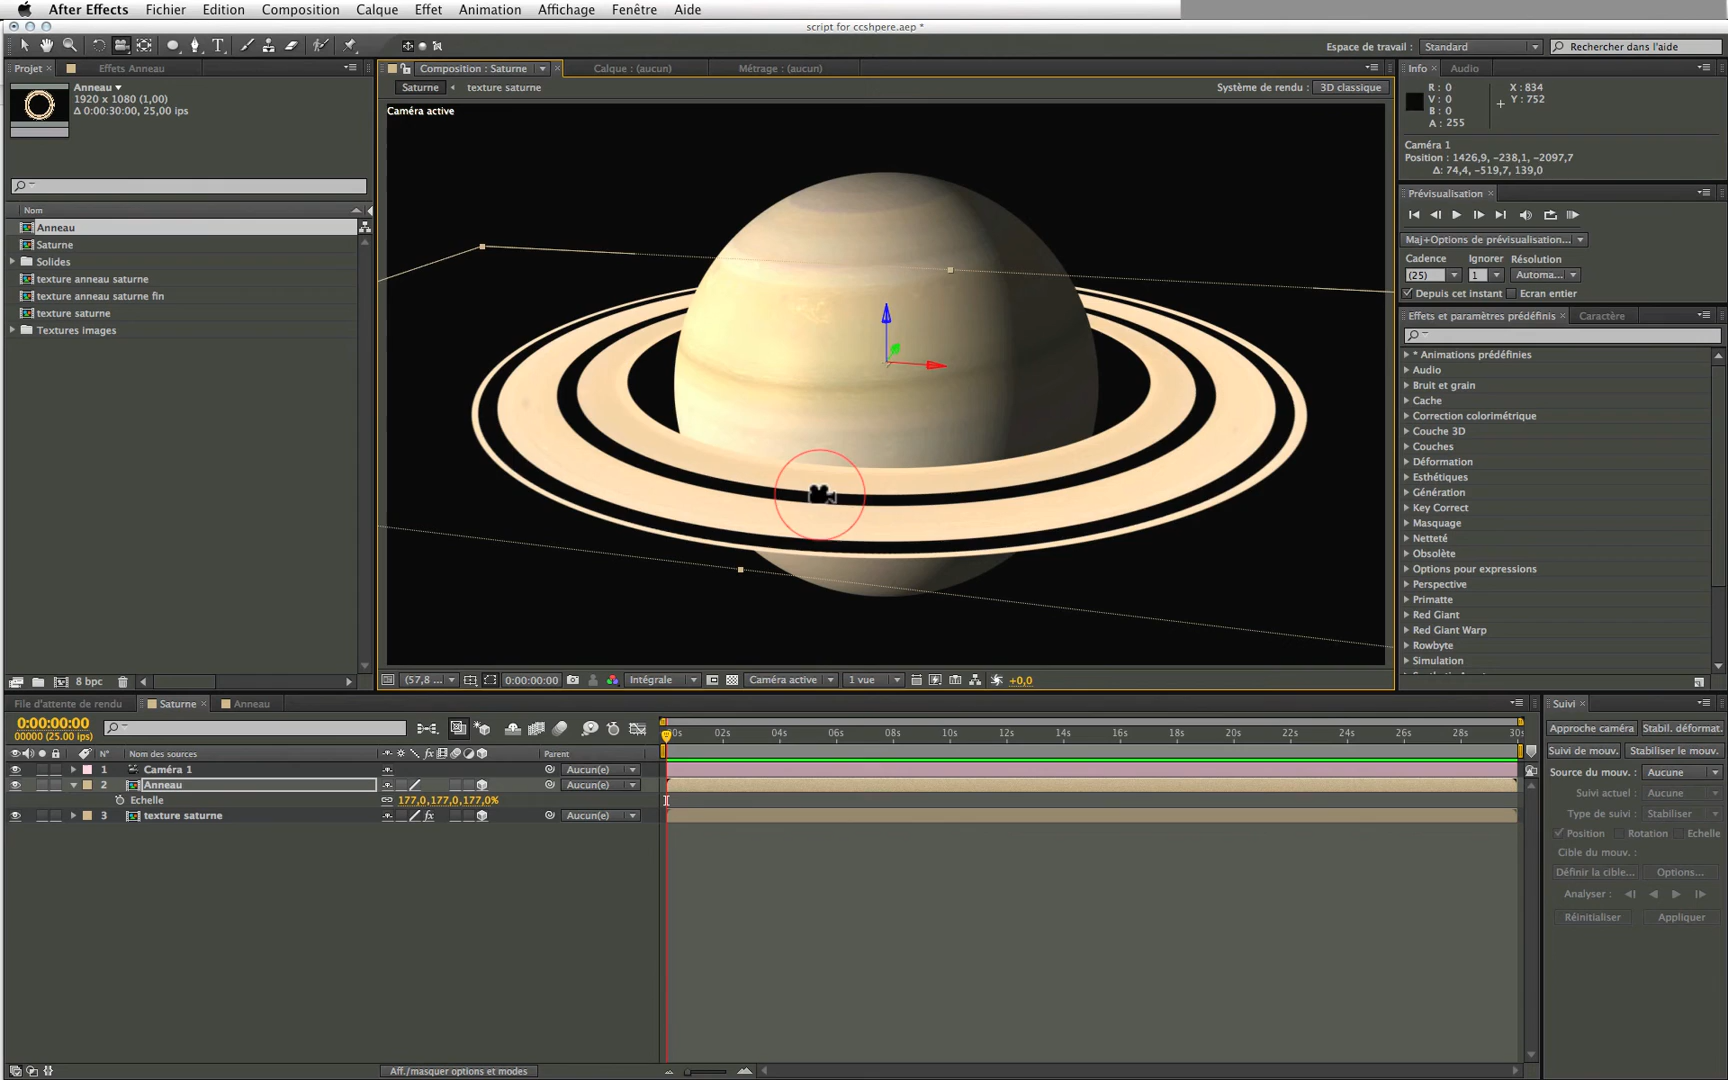 After Effects Fichier Edition Composition Calque Effet Animation Affichage Fenêtre Aide
script for ccshpere.aep *
Espace de travail : Standard Rechercher dans l'aide
Projet Effets Anneau
Anneau
1920 x 1080 (1,00)
Δ 0:00:30:00, 25,00 ips
Nom
Anneau
Saturne
Solides
texture anneau saturne
texture anneau saturne fin
texture saturne
Textures images
8 bpc
Composition : Saturne Calque : (aucun) Métrage : (aucun)
Saturne texture saturne Système de rendu : 3D classique
Caméra active
(57,8 ... 0:00:00:00 Intégrale Caméra active 1 vue +0,0
Info Audio
R : 0 X : 834
V : 0 Y : 752
B : 0
A : 255
Caméra 1
Position : 1426,9, -238,1, -2097,7
Δ: 74,4, -519,7, 139,0
Prévisualisation
Maj+Options de prévisualisation...
Cadence Ignorer Résolution
(25) 1 Automa...
Depuis cet instant Ecran entier
Effets et paramètres prédéfinis Caractère
* Animations prédéfinies
Audio
Bruit et grain
Cache
Correction colorimétrique
Couche 3D
Couches
Déformation
Esthétiques
Génération
Key Correct
Masquage
Netteté
Obsolète
Options pour expressions
Perspective
Primatte
Red Giant
Red Giant Warp
Rowbyte
Simulation
File d'attente de rendu Saturne Anneau
0:00:00:00
00000 (25.00 ips)
N° Nom des sources Parent
1 Caméra 1 Aucun(e)
2 Anneau Aucun(e)
Echelle 177,0,177,0,177,0%
3 texture saturne Aucun(e)
02s 04s 06s 08s 10s 12s 14s 16s 18s 20s 22s 24s 26s 28s
Aff./masquer options et modes
Suivi
Approche caméra Stabil. déformat.
Suivi de mouv. Stabiliser le mouv.
Source du mouv. : Aucune
Suivi actuel : Aucune
Type de suivi : Stabiliser
Position Rotation Echelle
Cible du mouv. :
Définir la cible... Options...
Analyser :
Réinitialiser Appliquer